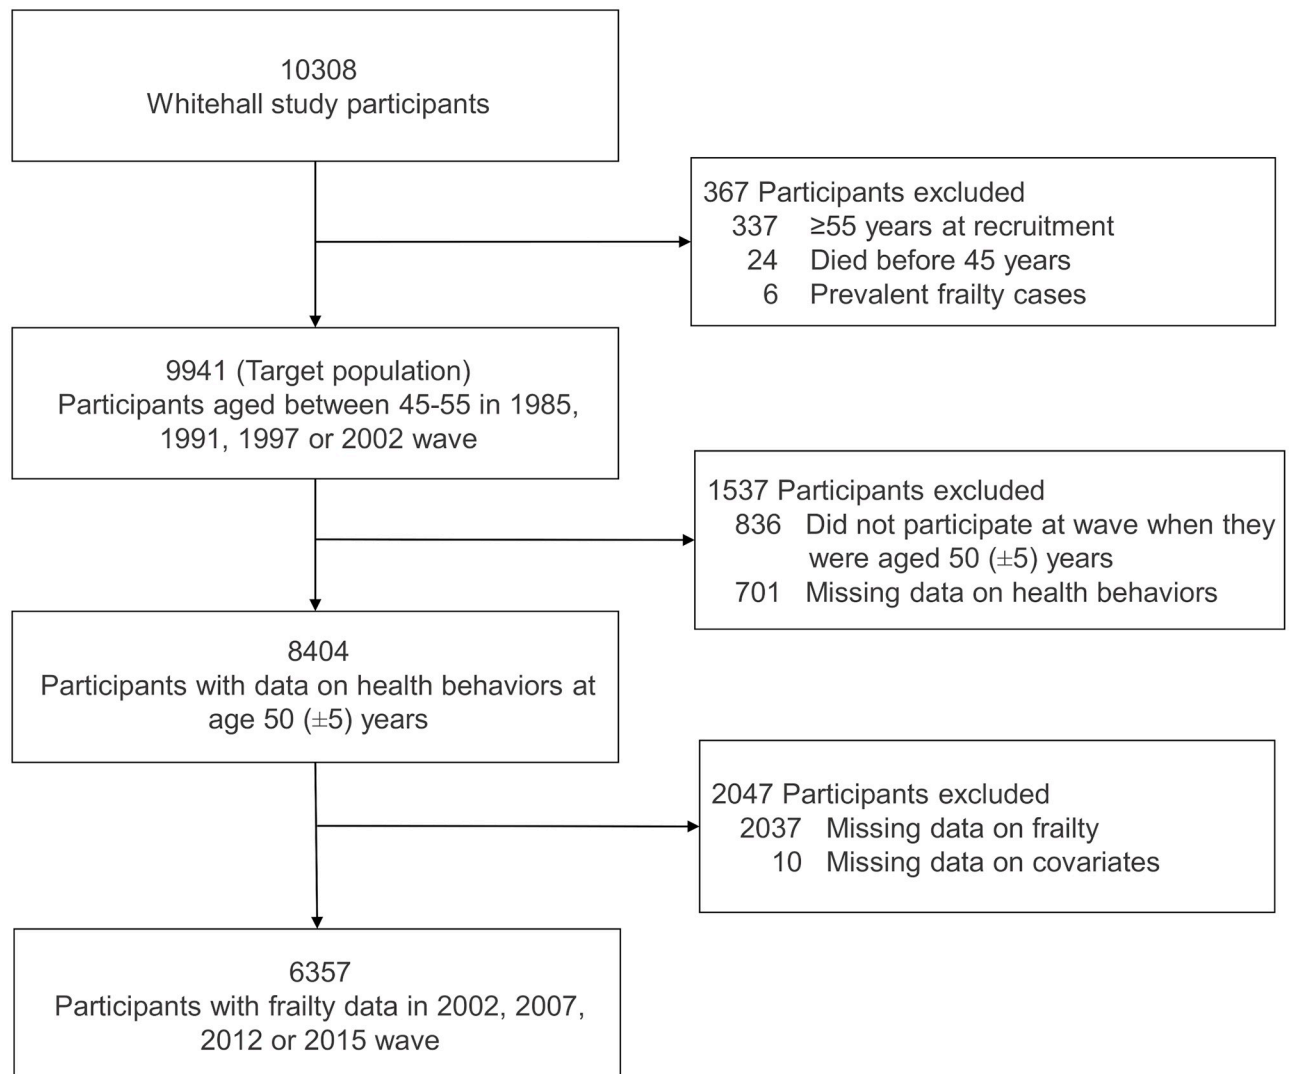 10308
Whitehall study participants
367 Participants excluded
337 ≥55 years at recruitment
24 Died before 45 years
6 Prevalent frailty cases
9941 (Target population)
Participants aged between 45-55 in 1985,
1991, 1997 or 2002 wave
1537 Participants excluded
836 Did not participate at wave when they
were aged 50 (±5) years
701 Missing data on health behaviors
8404
Participants with data on health behaviors at
age 50 (±5) years
2047 Participants excluded
2037 Missing data on frailty
10 Missing data on covariates
6357
Participants with frailty data in 2002, 2007,
2012 or 2015 wave